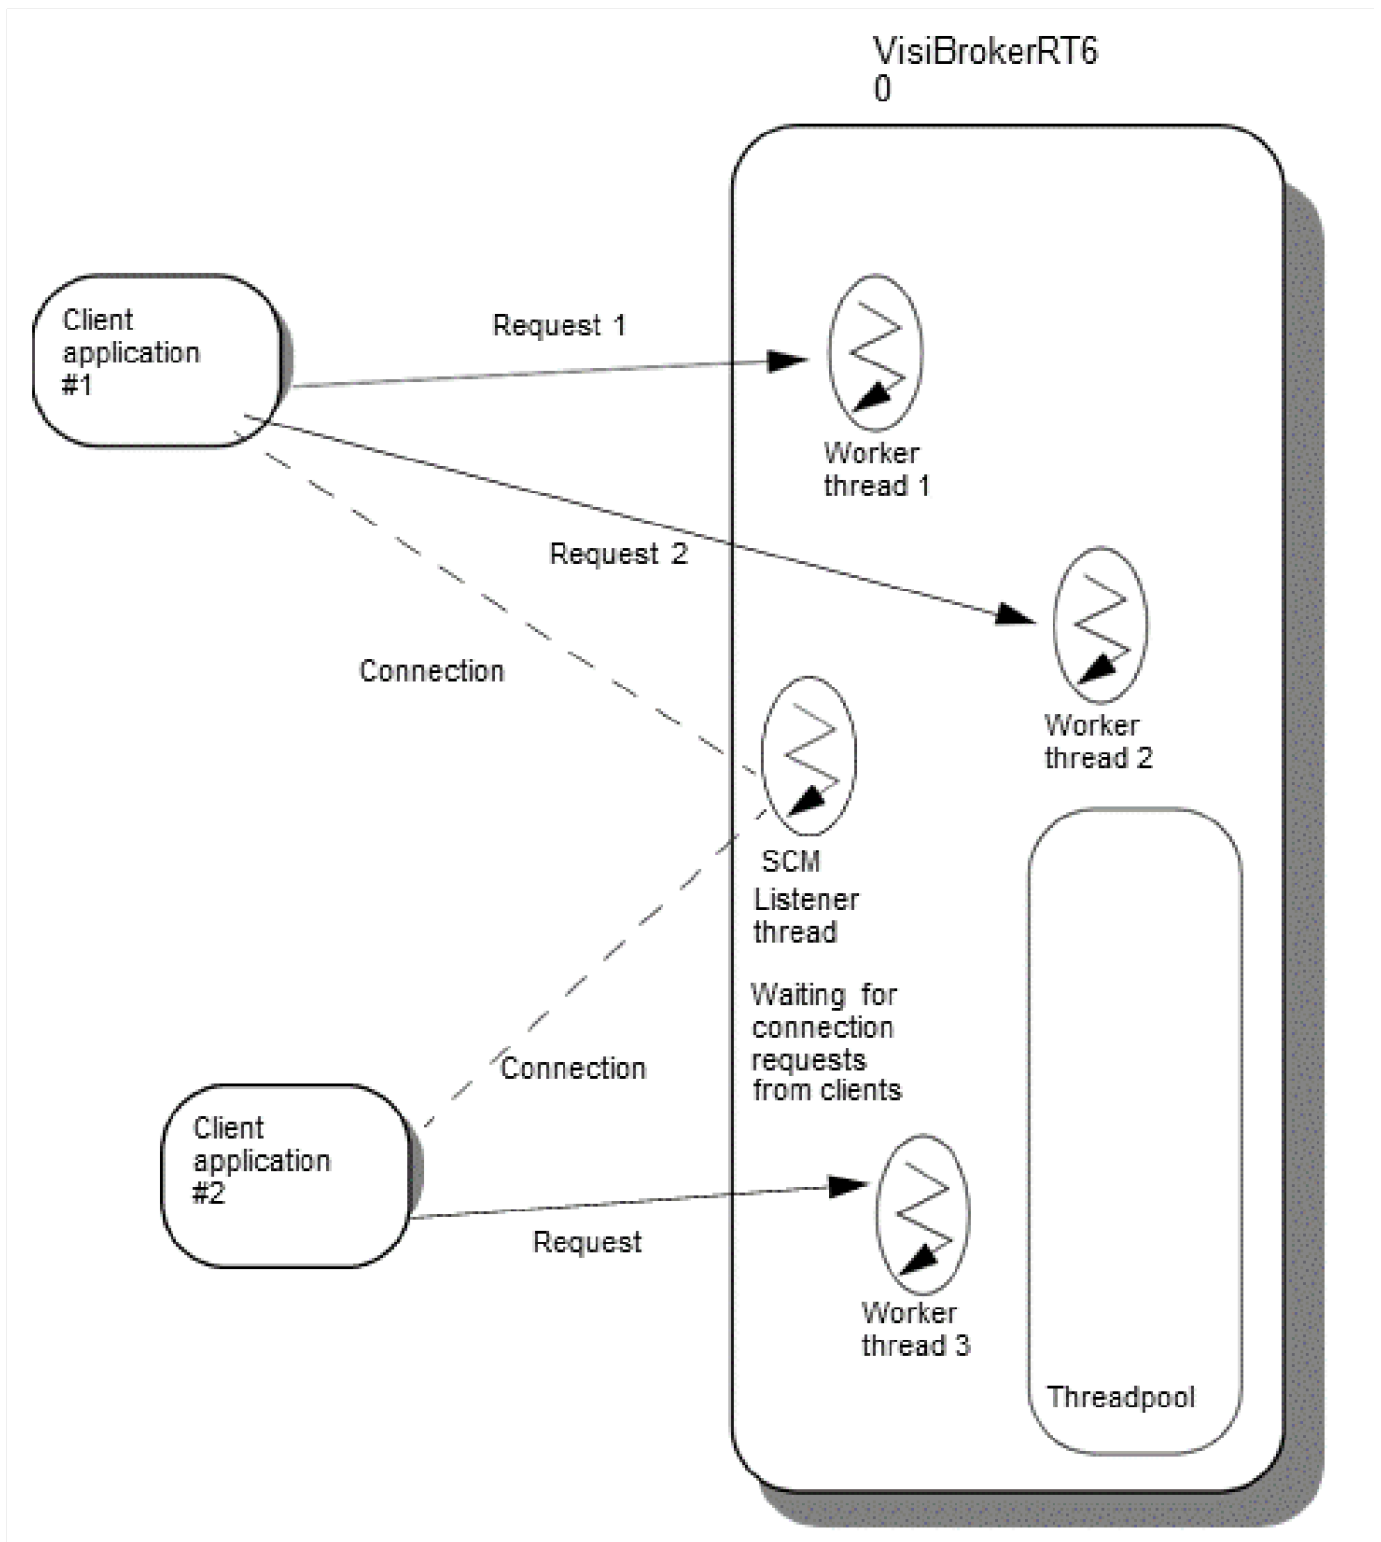 VisiBrokerRT6
0
Client
application
#1
Request 1
Worker
thread 1
Request 2
Worker
thread 2
Connection
SCM
Listener
thread
Waiting for
connection
requests
from clients
Connection
Client
application
#2
Request
Worker
thread 3
Threadpool